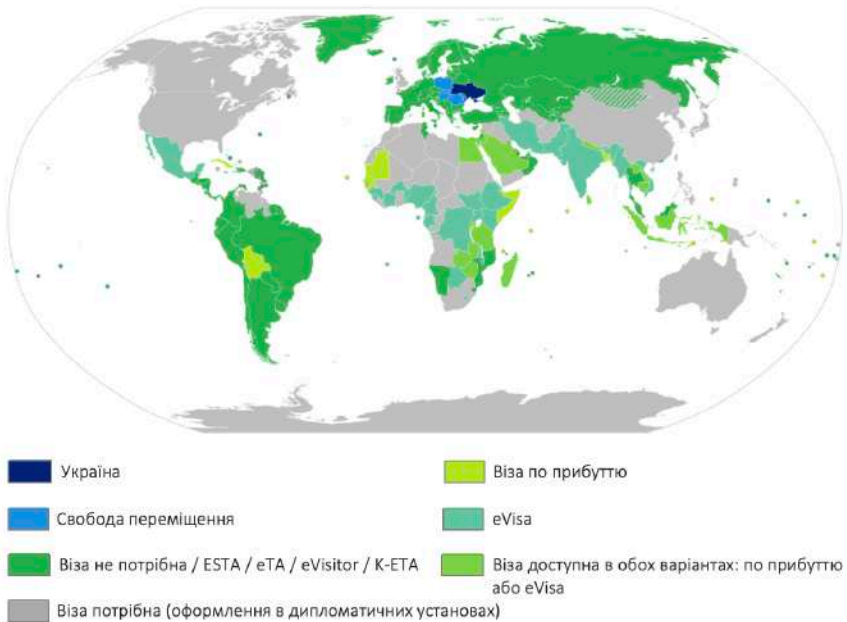 Україна
Свобода переміщення
Віза не потрібна / ESTA / eTA / eVisitor / K-ETA
Віза потрібна (оформлення в дипломатичних установах)
Віза по прибуттю
eVisa
Віза доступна в обох варіантах: по прибуттю
або eVisa